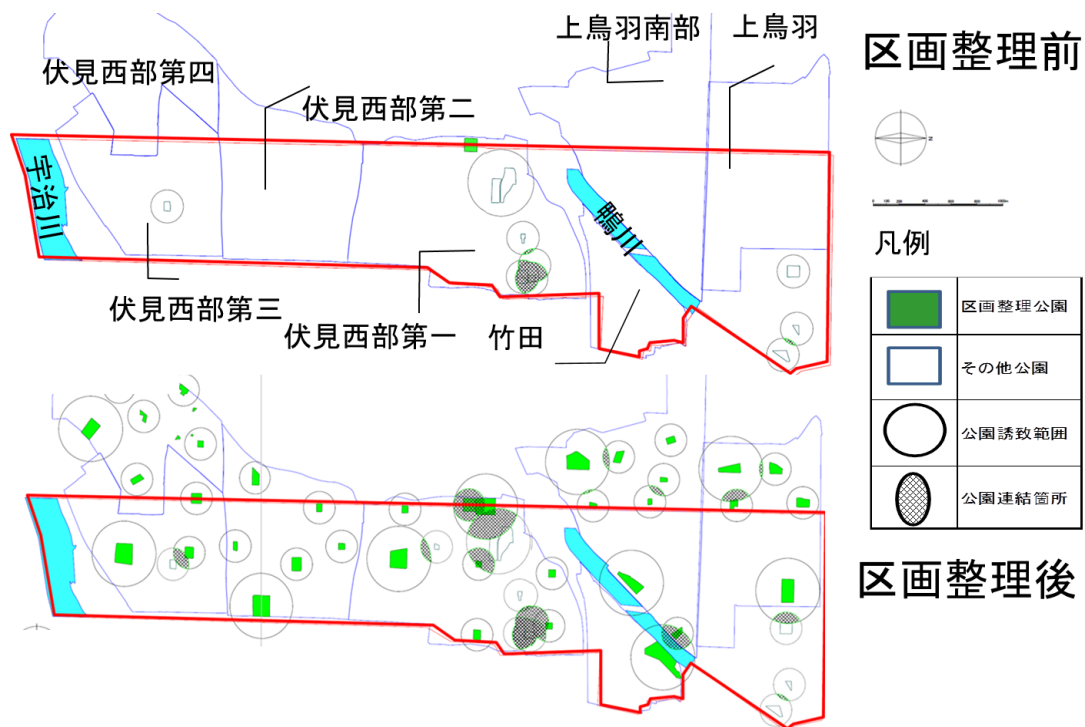 上鳥羽南部
上鳥羽
区画整理前
伏見西部第四
伏見西部第二
宇治川
鴨川
伏見西部第三
伏見西部第一
竹田
N
凡例
区画整理公園
その他公園
公園誘致範囲
公園連結箇所
区画整理後